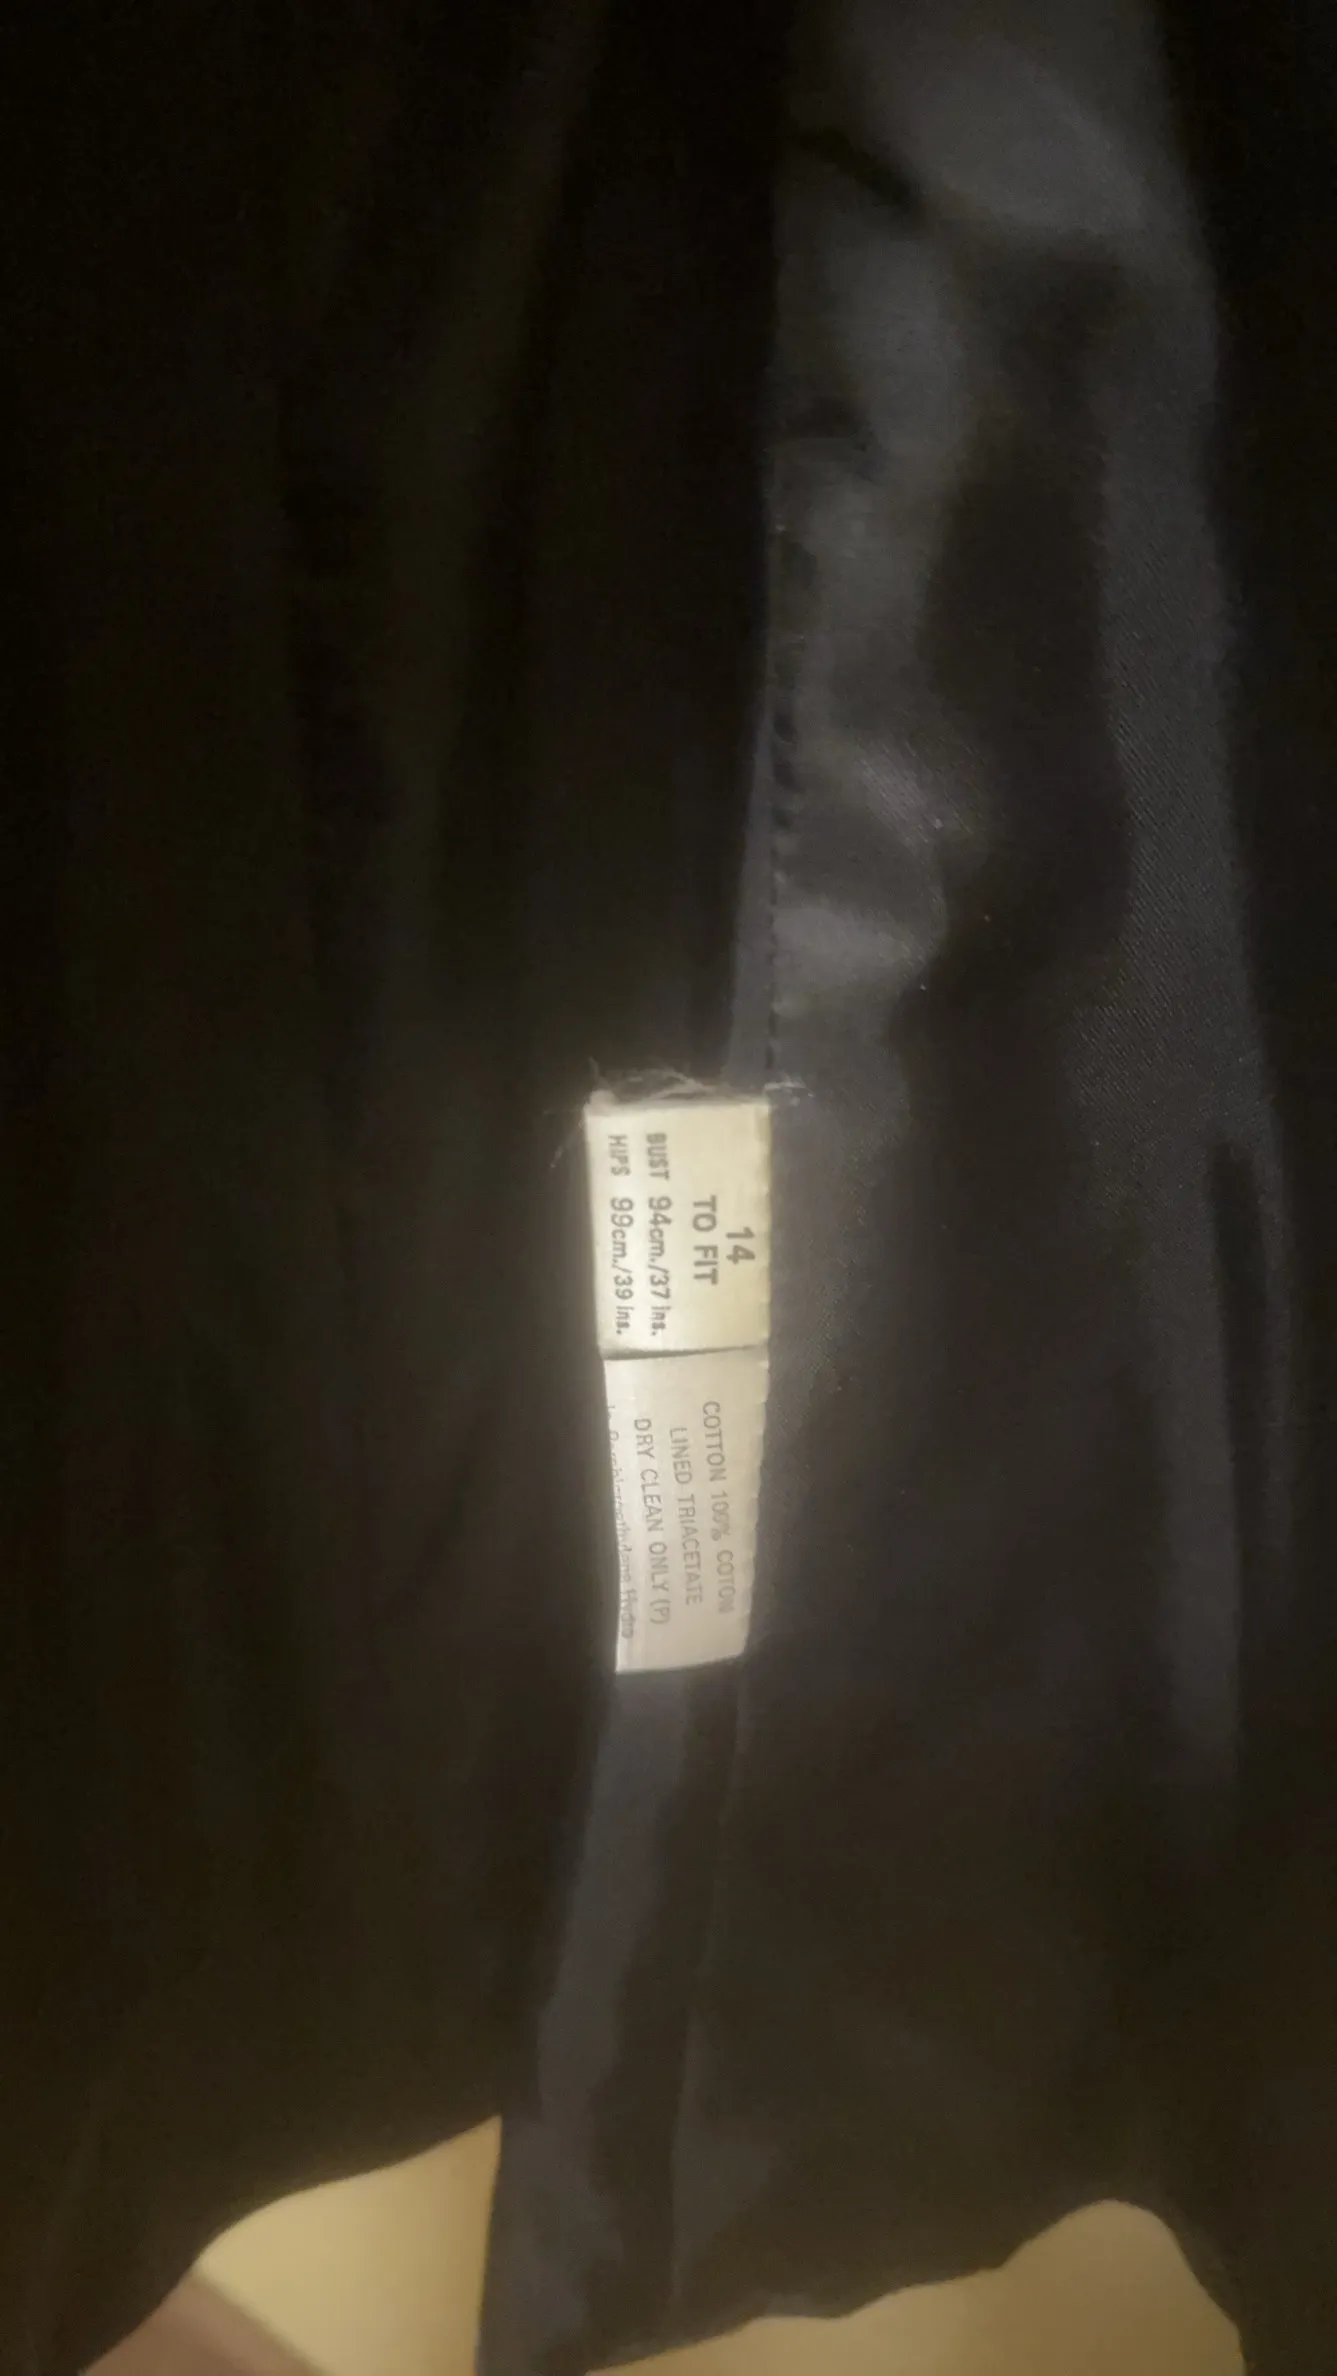 14
TO FIT
BUST 94cm./37 ins.
HIPS 99cm./39 ins.
COTTON 100% COTON
LINED TRIACETATE
DRY CLEAN ONLY (P)